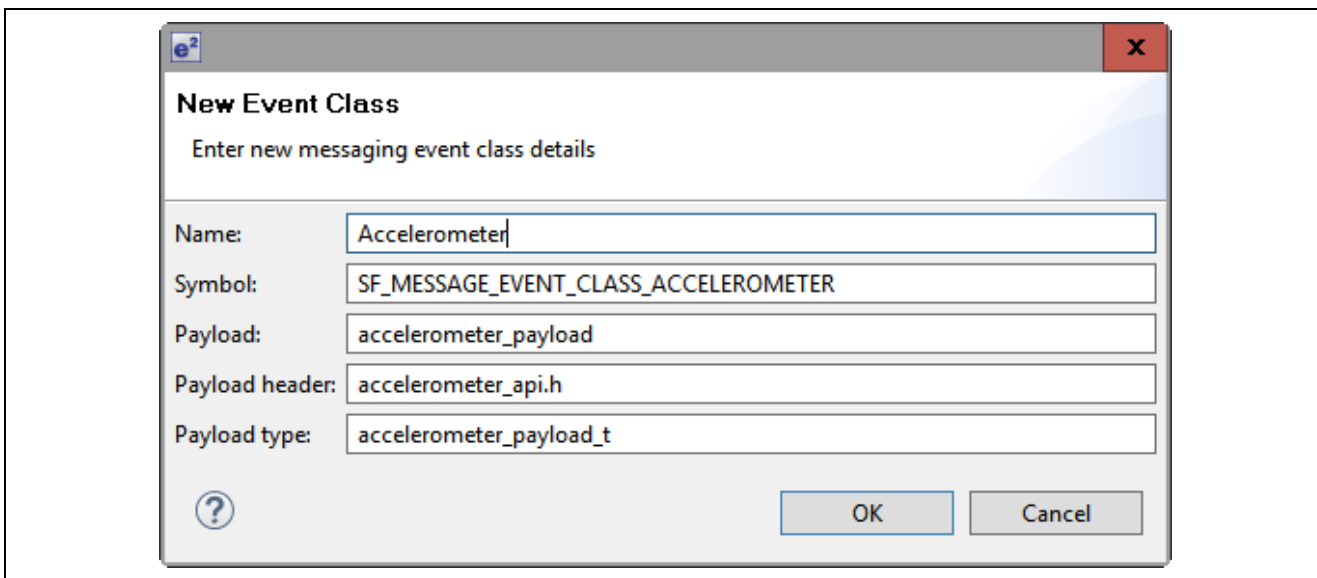 e²
x
New Event Class
Enter new messaging event class details
Name: Accelerometer
Symbol: SF_MESSAGE_EVENT_CLASS_ACCELEROMETER
Payload: accelerometer_payload
Payload header: accelerometer_api.h
Payload type: accelerometer_payload_t
? OK Cancel